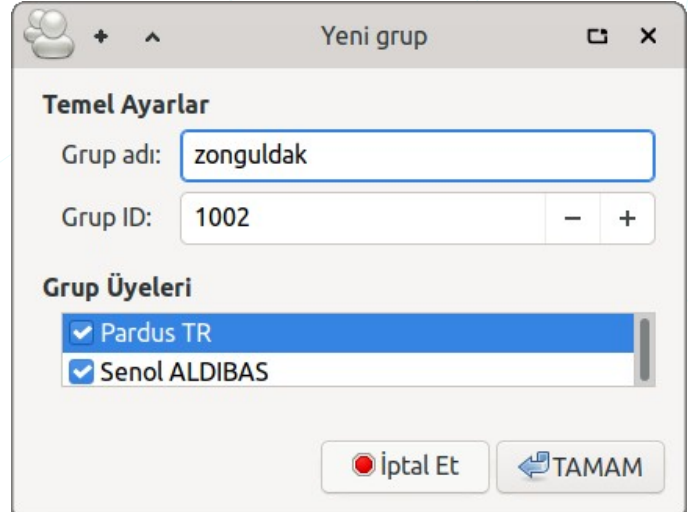 Yeni grup
Temel Ayarlar
Grup adı: zonguldak
Grup ID: 1002
Grup Üyeleri
Pardus TR
Senol ALDIBAS
İptal Et TAMAM